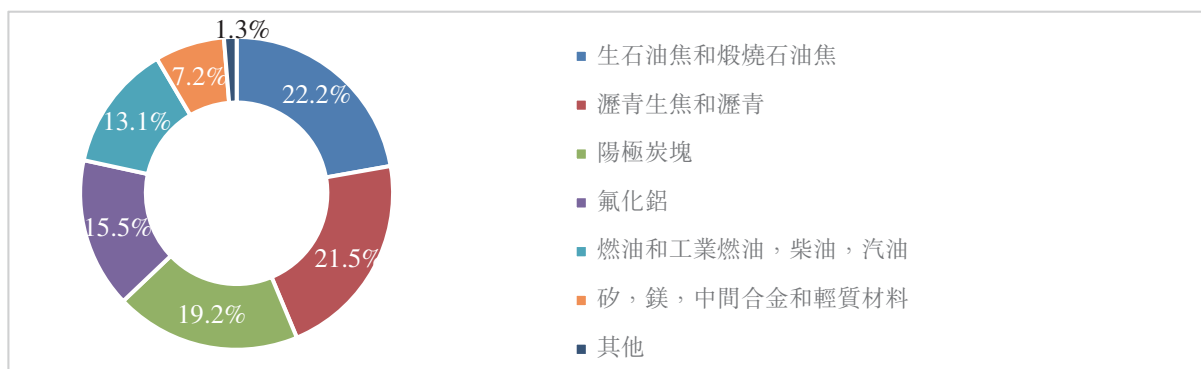 1.3%
7.2%
22.2%
13.1%
15.5%
21.5%
19.2%
生石油焦和煅燒石油焦
瀝青生焦和瀝青
陽極炭塊
氟化鋁
燃油和工業燃油，柴油，汽油
矽，鎂，中間合金和輕質材料
其他